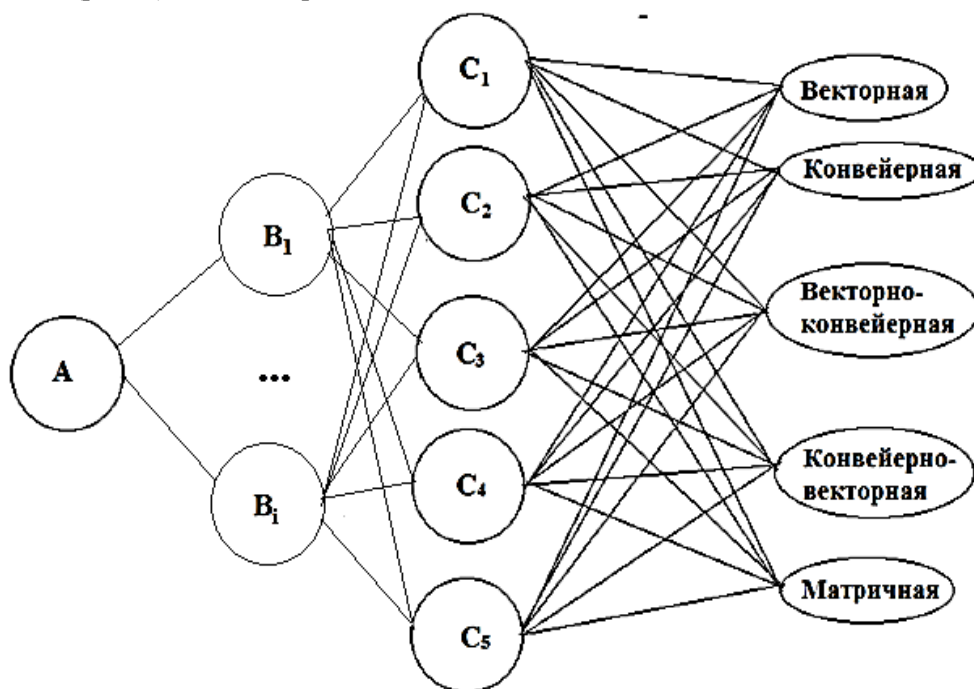 C₁
Векторная
Конвейерная
C₂
B₁
Векторно-
конвейерная
C₃
A
...
Конвейерно-
векторная
C₄
Bᵢ
Матричная
C₅